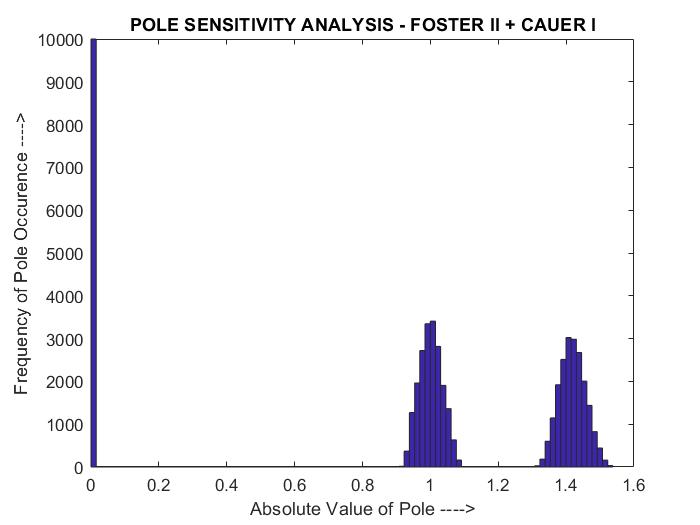 POLE SENSITIVITY ANALYSIS - FOSTER II + CAUER I
10000
9000
8000
7000
6000
5000
4000
3000
2000
1000
0
Frequency of Pole Occurence ---->
0 0.2 0.4 0.6 0.8 1 1.2 1.4 1.6
Absolute Value of Pole ---->